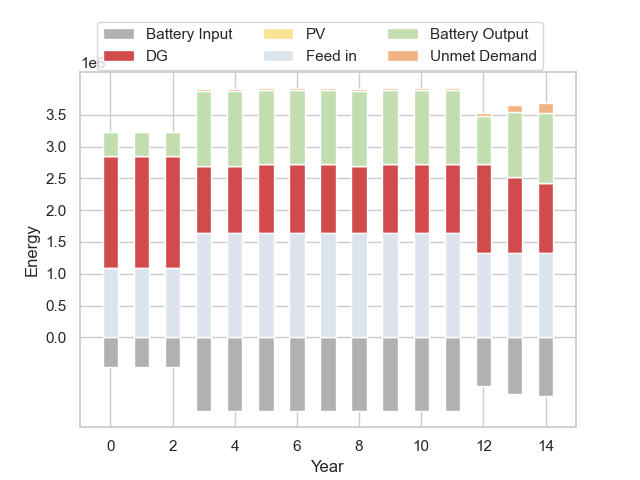 Battery Input PV Battery Output
DG Feed in Unmet Demand
1e6
3.5
3.0
2.5
2.0
1.5
1.0
0.5
0.0
Energy
0 2 4 6 8 10 12 14
Year